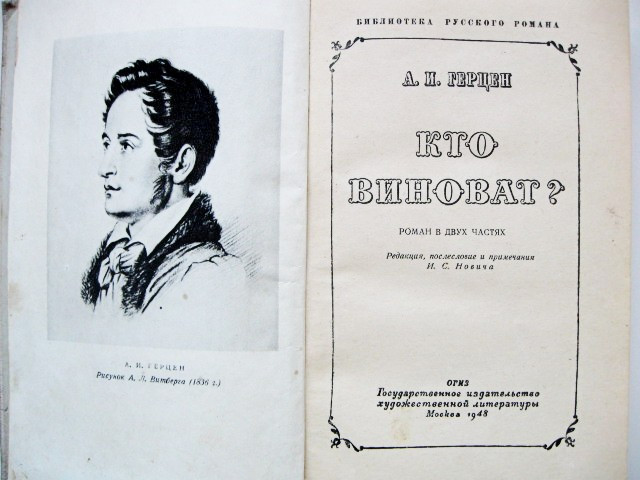 А. И. ГЕРЦЕН
Рисунок А. Л. Витберга (1836 г.)
БИБЛИОТЕКА РУССКОГО РОМАНА
А. И. ГЕРЦЕН
КТО
ВИНОВАТ?
РОМАН В ДВУХ ЧАСТЯХ
Редакция, послесловие и примечания
И. С. Новича
ОГИЗ
Государственное издательство
художественной литературы
Москва 1948